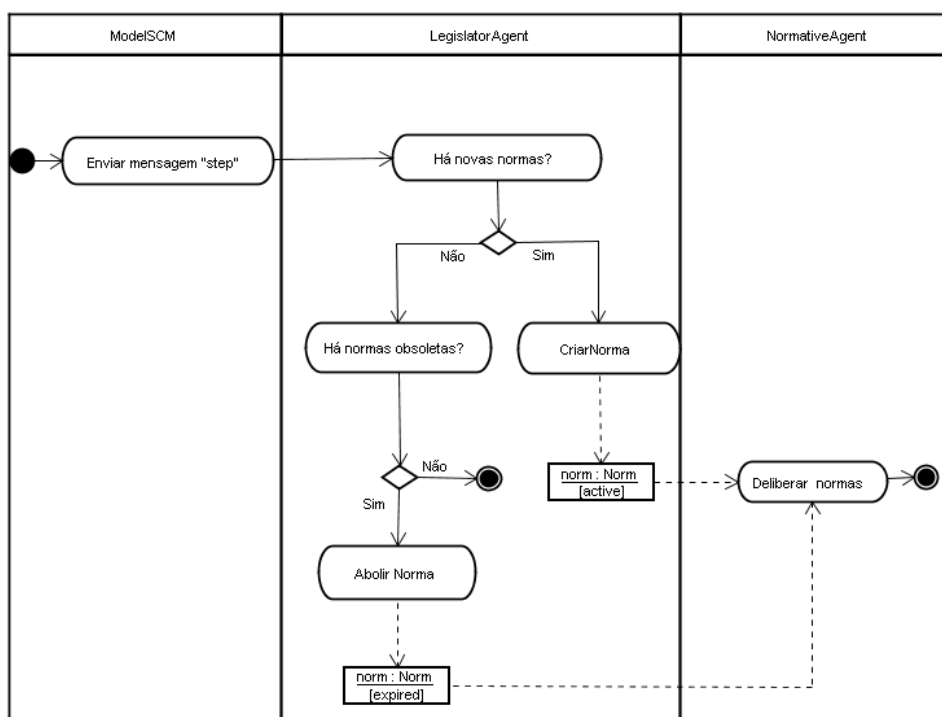 ModelSCM
LegislatorAgent
NormativeAgent
Enviar mensagem "step"
Há novas normas?
Não
Sim
Há normas obsoletas?
CriarNorma
Não
norm : Norm
[active]
Deliberar normas
Sim
Abolir Norma
norm : Norm
[expired]